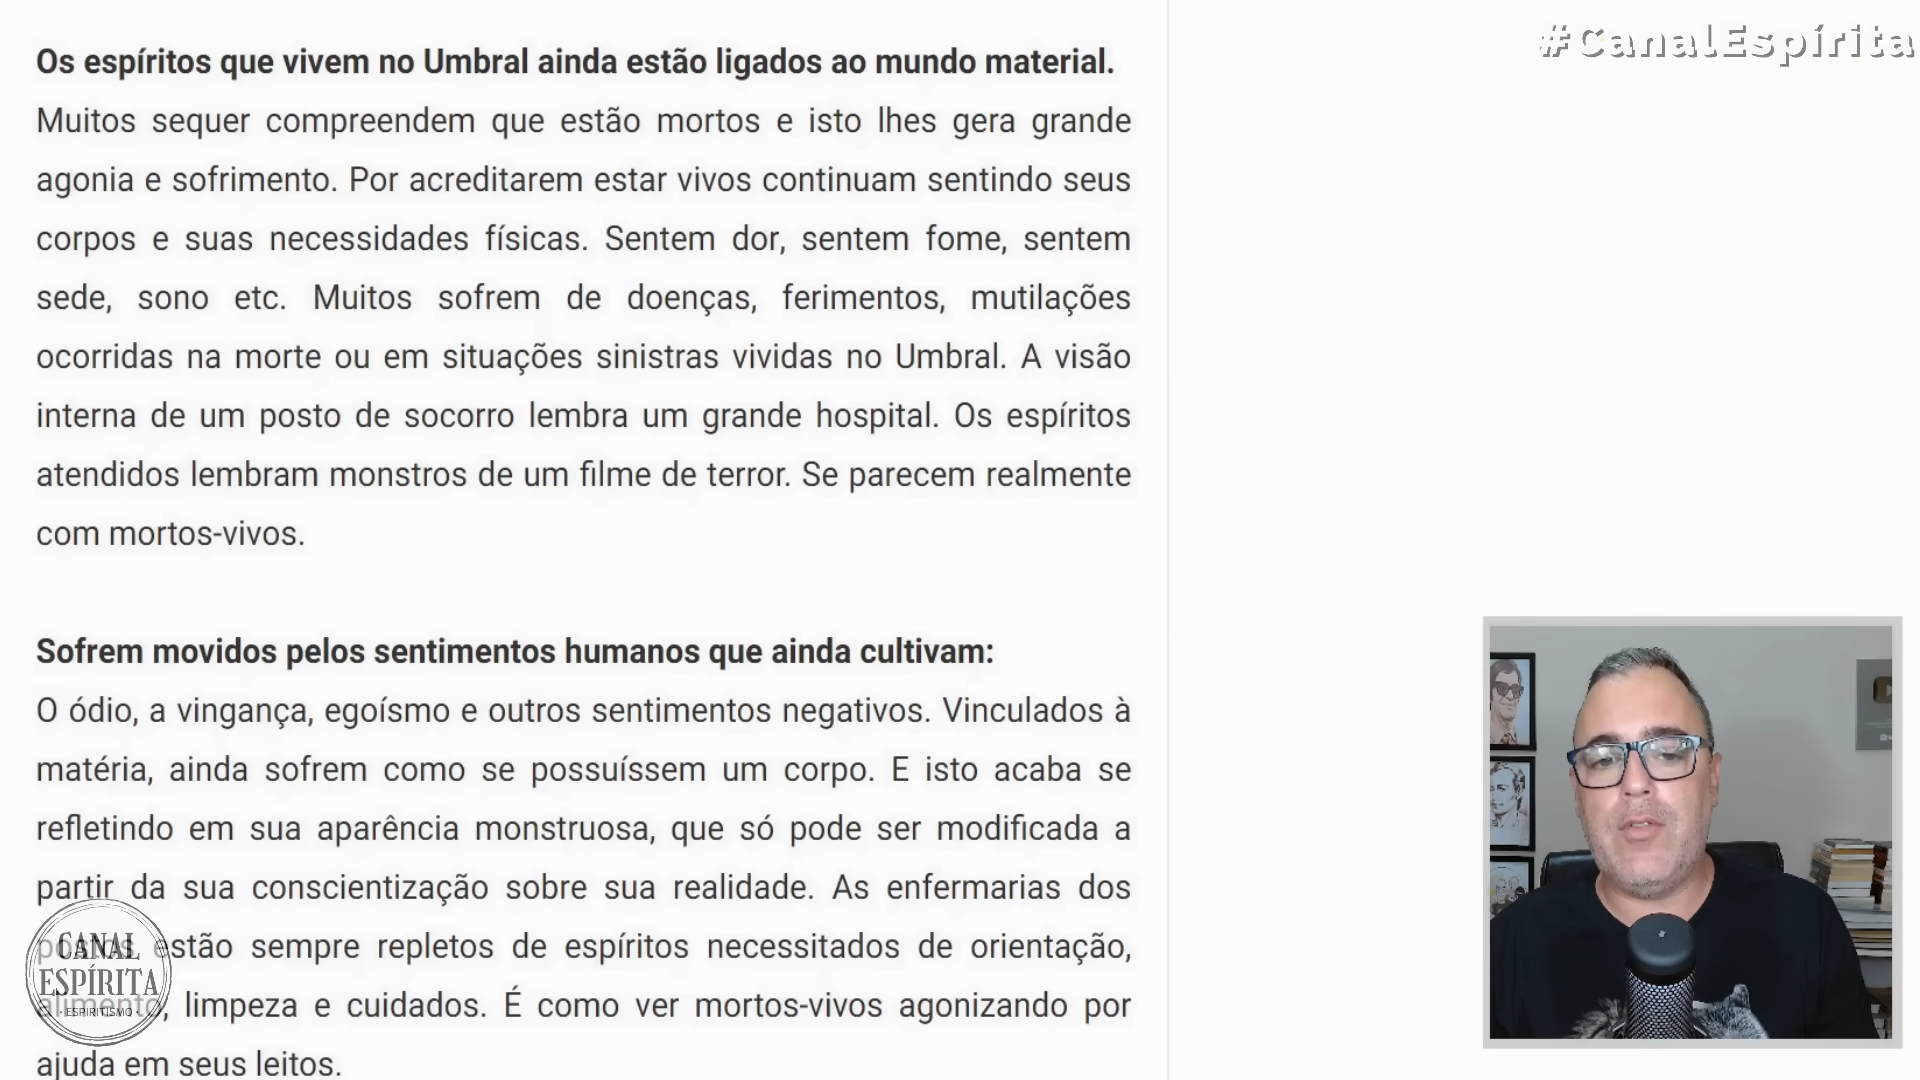 #CanalEspírita
Os espíritos que vivem no Umbral ainda estão ligados ao mundo material.
Muitos sequer compreendem que estão mortos e isto lhes gera grande
agonia e sofrimento. Por acreditarem estar vivos continuam sentindo seus
corpos e suas necessidades físicas. Sentem dor, sentem fome, sentem
sede, sono etc. Muitos sofrem de doenças, ferimentos, mutilações
ocorridas na morte ou em situações sinistras vividas no Umbral. A visão
interna de um posto de socorro lembra um grande hospital. Os espíritos
atendidos lembram monstros de um filme de terror. Se parecem realmente
com mortos-vivos.
Sofrem movidos pelos sentimentos humanos que ainda cultivam:
O ódio, a vingança, egoísmo e outros sentimentos negativos. Vinculados à
matéria, ainda sofrem como se possuíssem um corpo. E isto acaba se
refletindo em sua aparência monstruosa, que só pode ser modificada a
partir da sua conscientização sobre sua realidade. As enfermarias dos
postos estão sempre repletos de espíritos necessitados de orientação,
alimento, limpeza e cuidados. É como ver mortos-vivos agonizando por
ajuda em seus leitos.
CANAL
ESPÍRITA
ESPIRITISMO